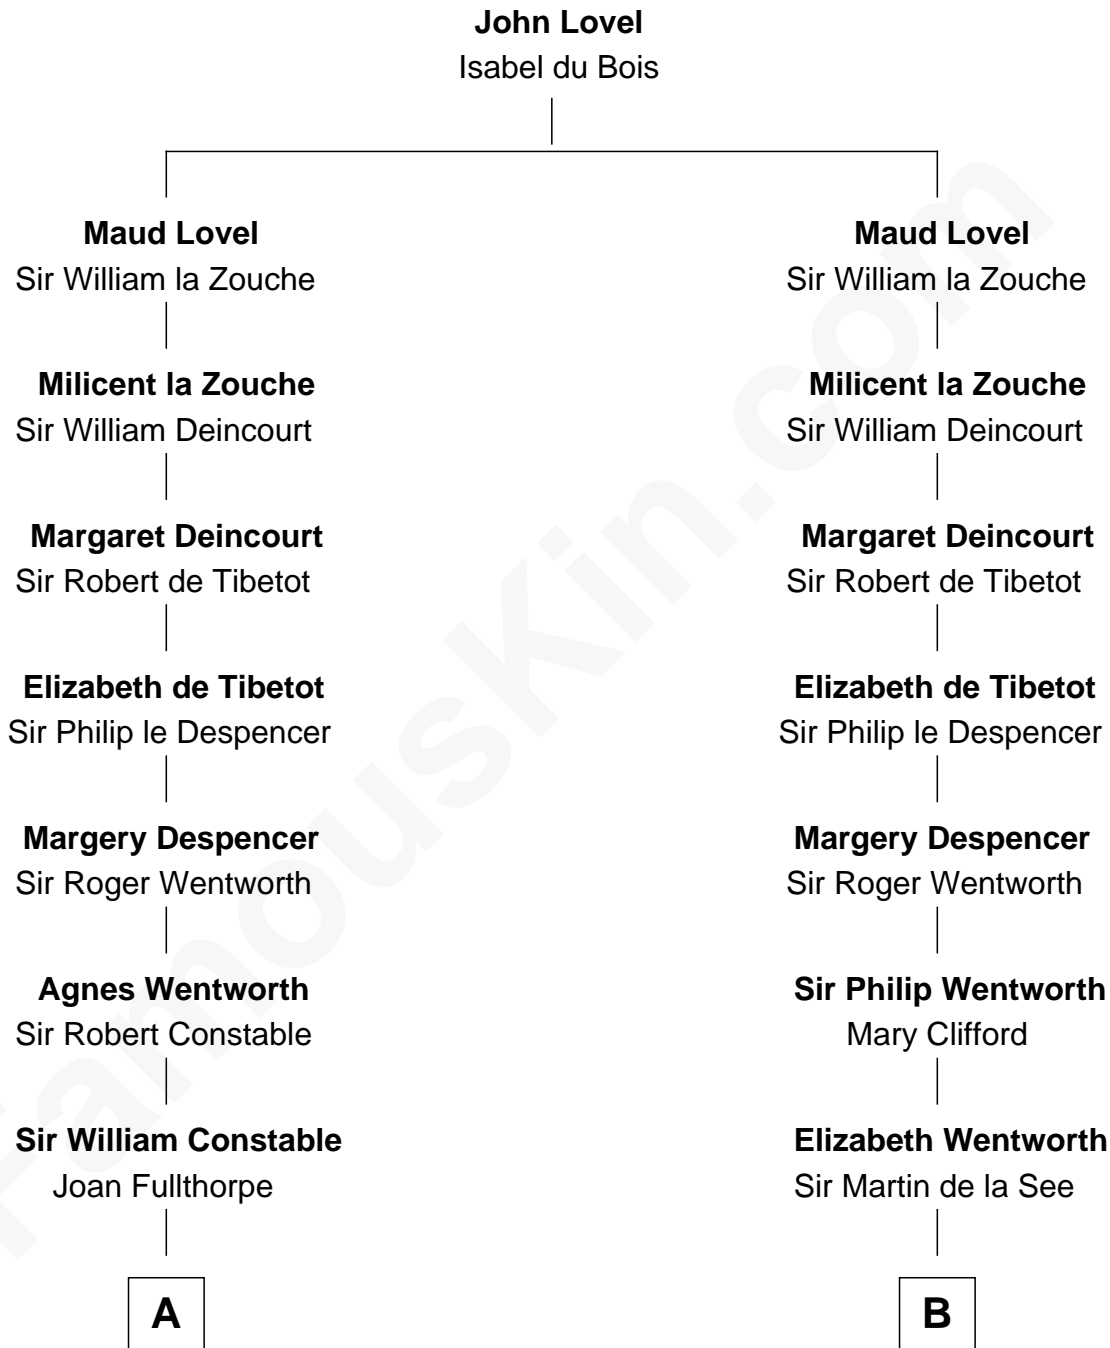 John Lovel
Isabel du Bois
Maud Lovel
Sir William la Zouche
Milicent la Zouche
Sir William Deincourt
Margaret Deincourt
Sir Robert de Tibetot
Elizabeth de Tibetot
Sir Philip le Despencer
Margery Despencer
Sir Roger Wentworth
Agnes Wentworth
Sir Robert Constable
Sir William Constable
Joan Fullthorpe
A
Maud Lovel
Sir William la Zouche
Milicent la Zouche
Sir William Deincourt
Margaret Deincourt
Sir Robert de Tibetot
Elizabeth de Tibetot
Sir Philip le Despencer
Margery Despencer
Sir Roger Wentworth
Sir Philip Wentworth
Mary Clifford
Elizabeth Wentworth
Sir Martin de la See
B
FamousKin.com